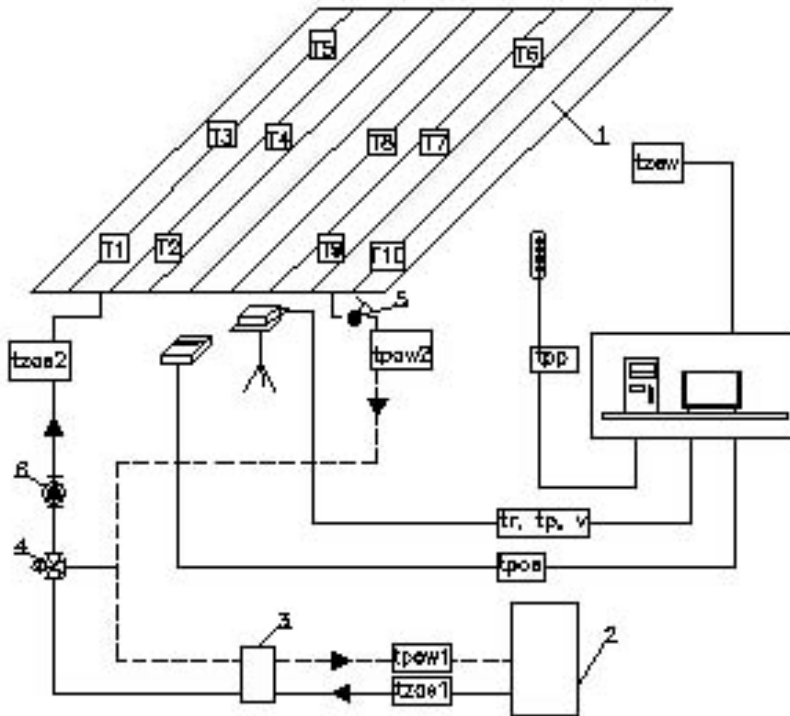 T5
T6
T3
T4
T8
T7
1
tzew
T1
T2
T9
T10
5
tzas2
tpow2
tpp
6
tr, tp, v
4
tpos
3
tpow1
2
tzas1